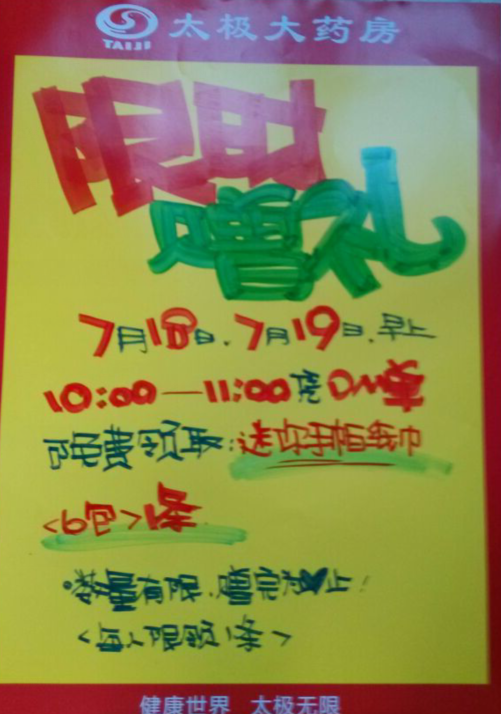 TAIJI 太极大药房
限时
赠礼
7月18日、7月19日、早上
10:00—11:00凭DM单
免费领取:迷你手帕纸巾
<6包>1条
数量有限、赠完为止!
<每人限领1条>
健康世界 太极无限